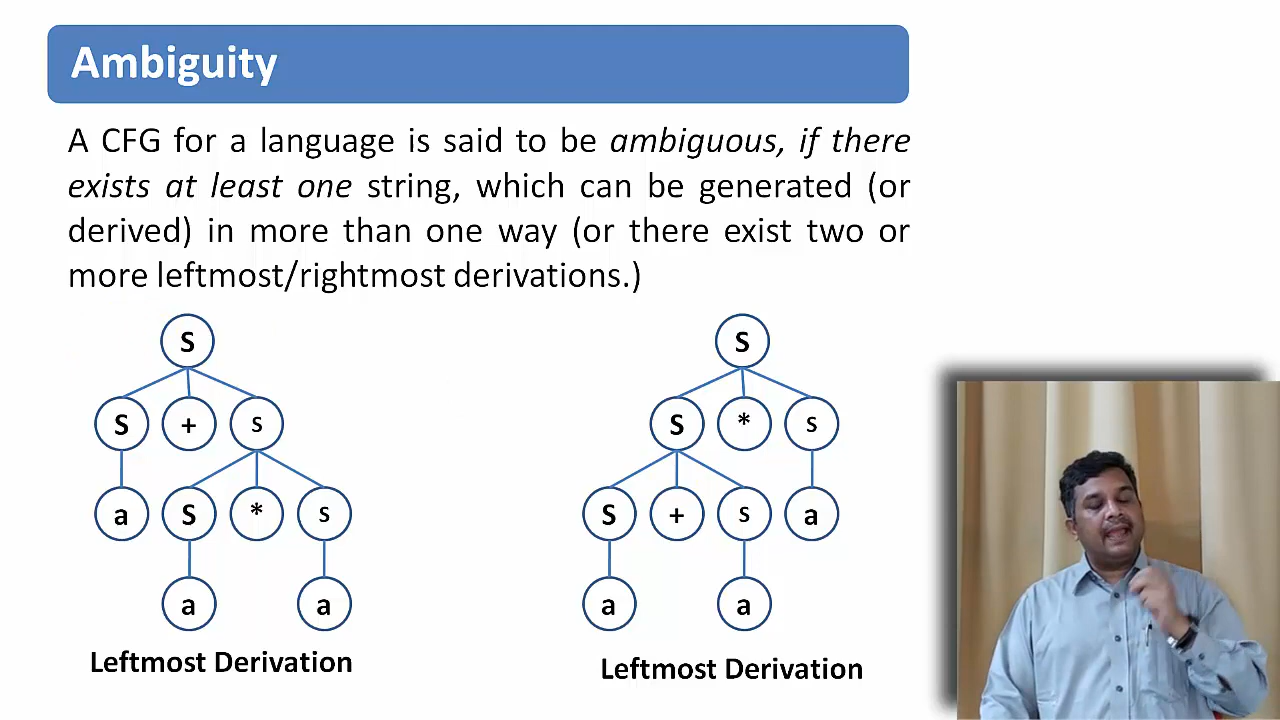 Ambiguity
A CFG for a language is said to be ambiguous, if there
exists at least one string, which can be generated (or
derived) in more than one way (or there exist two or
more leftmost/rightmost derivations.)
S
S + s
a S * s
a a
Leftmost Derivation
S
S * s
S + s a
a a
Leftmost Derivation